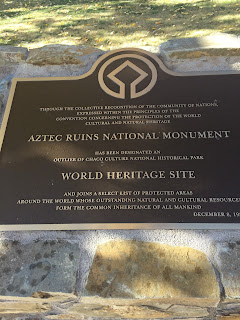 THROUGH THE COLLECTIVE RECOGNITION OF THE COMMUNITY OF NATIONS
EXPRESSED WITHIN THE PRINCIPLES OF THE
CONVENTION CONCERNING THE PROTECTION OF THE WORLD
CULTURAL AND NATURAL HERITAGE
AZTEC RUINS NATIONAL MONUMENT
HAS BEEN DESIGNATED AN
OUTLIER OF CHACO CULTURE NATIONAL HISTORICAL PARK
WORLD HERITAGE SITE
AND JOINS A SELECT LIST OF PROTECTED AREAS
AROUND THE WORLD WHOSE OUTSTANDING NATURAL AND CULTURAL RESOURCES
FORM THE COMMON INHERITANCE OF ALL MANKIND
DECEMBER 8, 19